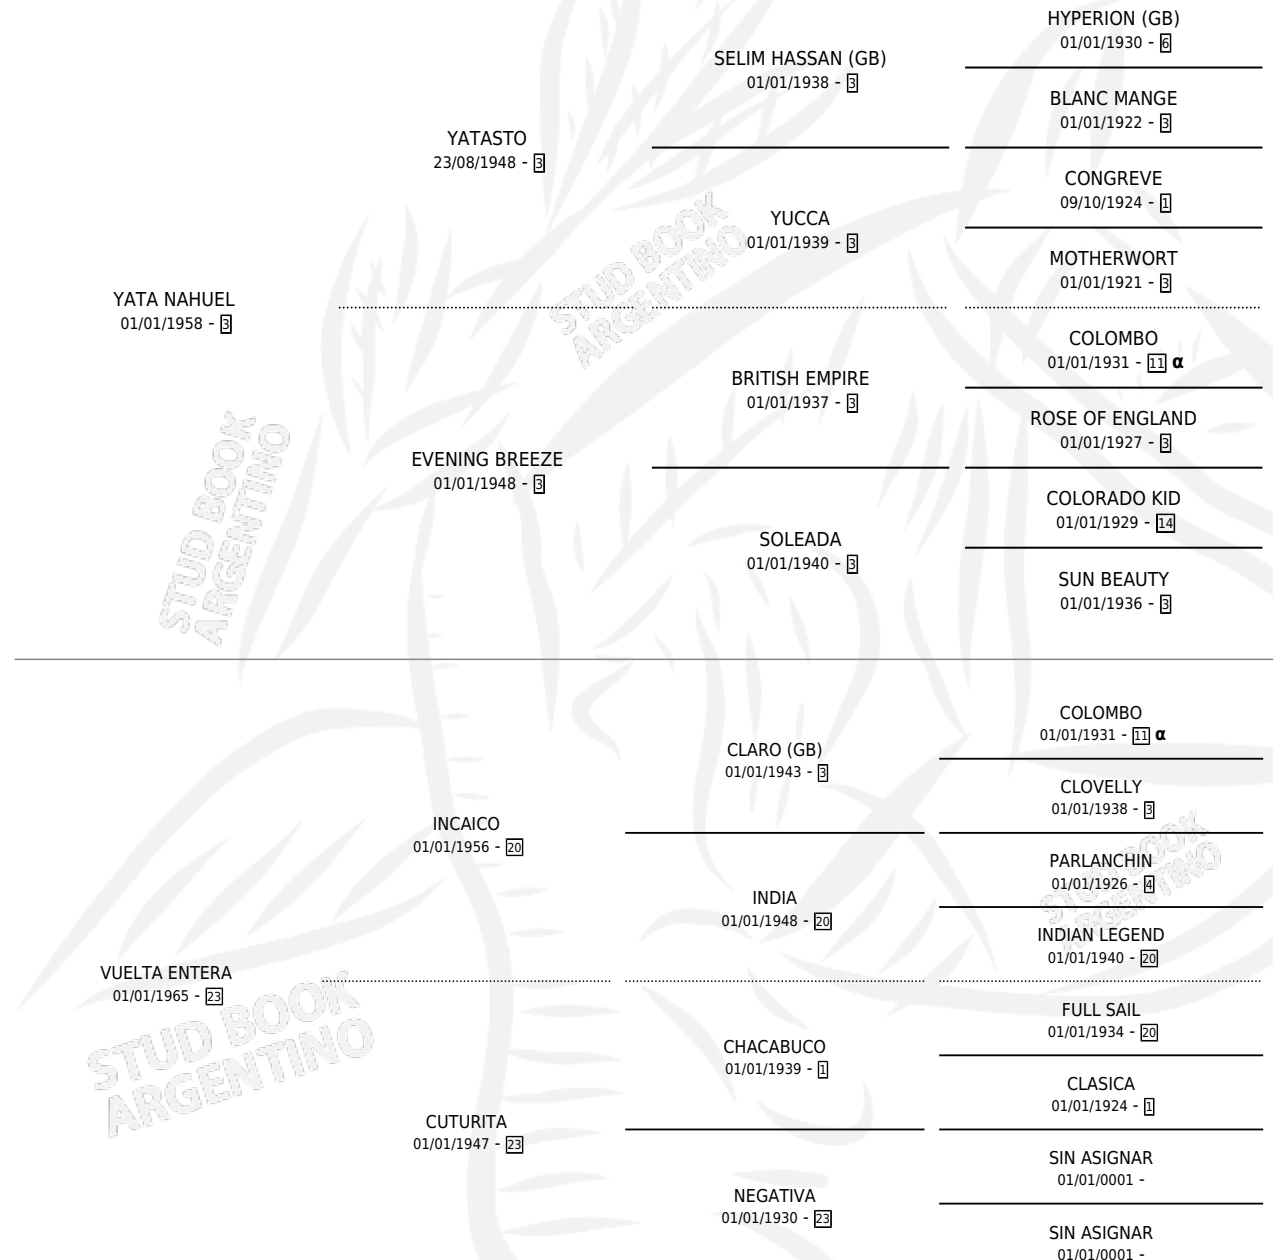 HYPERION (GB)
01/01/1930 - 6
SELIM HASSAN (GB)
01/01/1938 - 3
BLANC MANGE
01/01/1922 - 3
YATASTO
23/08/1948 - 3
CONGREVE
09/10/1924 - 1
YUCCA
01/01/1939 - 3
MOTHERWORT
01/01/1921 - 3
YATA NAHUEL
01/01/1958 - 3
COLOMBO
01/01/1931 - 11 α
BRITISH EMPIRE
01/01/1937 - 3
ROSE OF ENGLAND
01/01/1927 - 3
EVENING BREEZE
01/01/1948 - 3
COLORADO KID
01/01/1929 - 14
SOLEADA
01/01/1940 - 3
SUN BEAUTY
01/01/1936 - 3
COLOMBO
01/01/1931 - 11 α
CLARO (GB)
01/01/1943 - 3
CLOVELLY
01/01/1938 - 3
INCAICO
01/01/1956 - 20
PARLANCHIN
01/01/1926 - 4
INDIA
01/01/1948 - 20
INDIAN LEGEND
01/01/1940 - 20
VUELTA ENTERA
01/01/1965 - 23
FULL SAIL
01/01/1934 - 20
CHACABUCO
01/01/1939 - 1
CLASICA
01/01/1924 - 1
CUTURITA
01/01/1947 - 23
SIN ASIGNAR
01/01/0001 -
NEGATIVA
01/01/1930 - 23
SIN ASIGNAR
01/01/0001 -
STUD BOOK
ARGENTINO
STUD BOOK
ARGENTINO
STUD BOOK
ARGENTINO
STUD BOOK
ARGENTINO